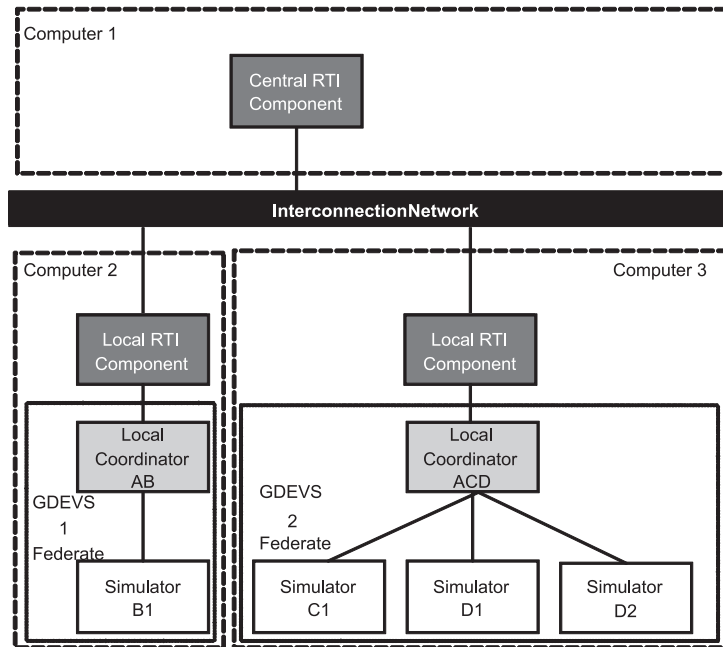 Computer 1
Central RTI
Component
InterconnectionNetwork
Computer 2
Computer 3
Local RTI
Component
Local RTI
Component
Local
Coordinator
AB
Local
Coordinator
ACD
GDEVS
1
Federate
GDEVS
2
Federate
Simulator
B1
Simulator
C1
Simulator
D1
Simulator
D2